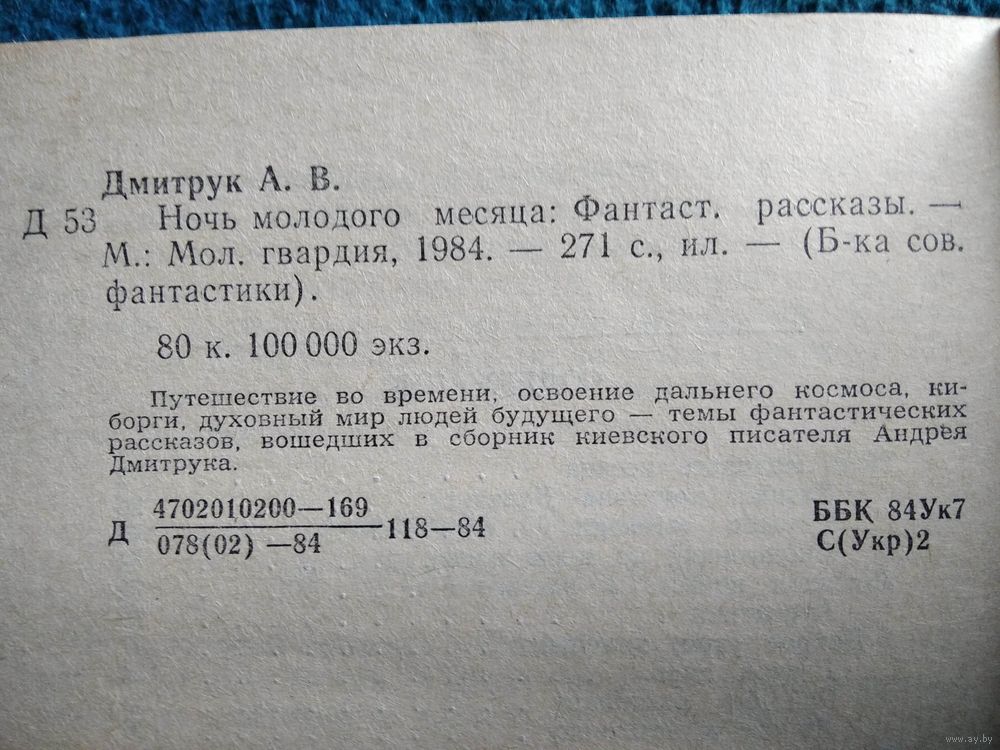 Дмитрук А. В.
Д 53 Ночь молодого месяца: Фантаст. рассказы. —
М.: Мол. гвардия, 1984. — 271 с., ил. — (Б-ка сов.
фантастики).
80 к. 100 000 экз.
Путешествие во времени, освоение дальнего космоса, ки-
борги, духовный мир людей будущего — темы фантастических
рассказов, вошедших в сборник киевского писателя Андрея
Дмитрука.
4702010200—169
Д 118—84
078(02) —84
ББК 84Ук7
С(Укр)2
www.ay.by